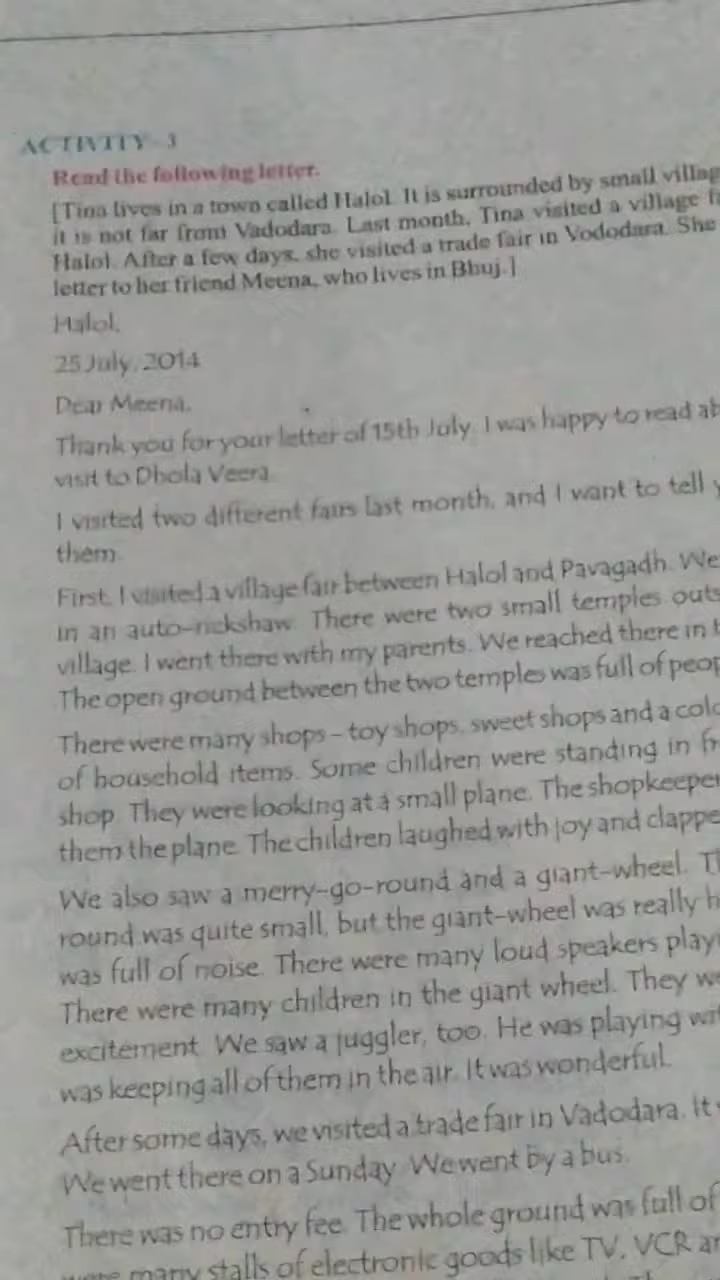 ACTIVITY 3
Read the following letter.
[Tina lives in a town called Halol. It is surrounded by small
it is not far from Vadodara. Last month, Tina visited a village
Halol. After a few days, she visited a trade fair in Vododara. She
letter to her friend Meena, who lives in Bhuj.]
Halol,
25 July, 2014
Dear Meena,
Thank you for your letter of 15th July. I was happy to read
visit to Dhola Veera.
I visited two different fairs last month, and I want to tell
them.
First, I visited a village fair between Halol and Pavagadh. We
in an auto-rickshaw. There were two small temples
village. I went there with my parents. We reached there in
The open ground between the two temples was full of
There were many shops – toy shops, sweet shops and a
of household items. Some children were standing in
shop. They were looking at a small plane. The
them the plane. The children laughed with joy and
We also saw a merry-go-round and a giant-wheel.
round was quite small, but the giant-wheel was really
was full of noise. There were many loud speakers
There were many children in the giant wheel. They
excitement. We saw a juggler, too. He was playing
was keeping all of them in the air. It was wonderful.
After some days, we visited a trade fair in Vadodara. It
We went there on a Sunday. We went by a bus.
There was no entry fee. The whole ground was full of
were many stalls of electronic goods like TV, VCR